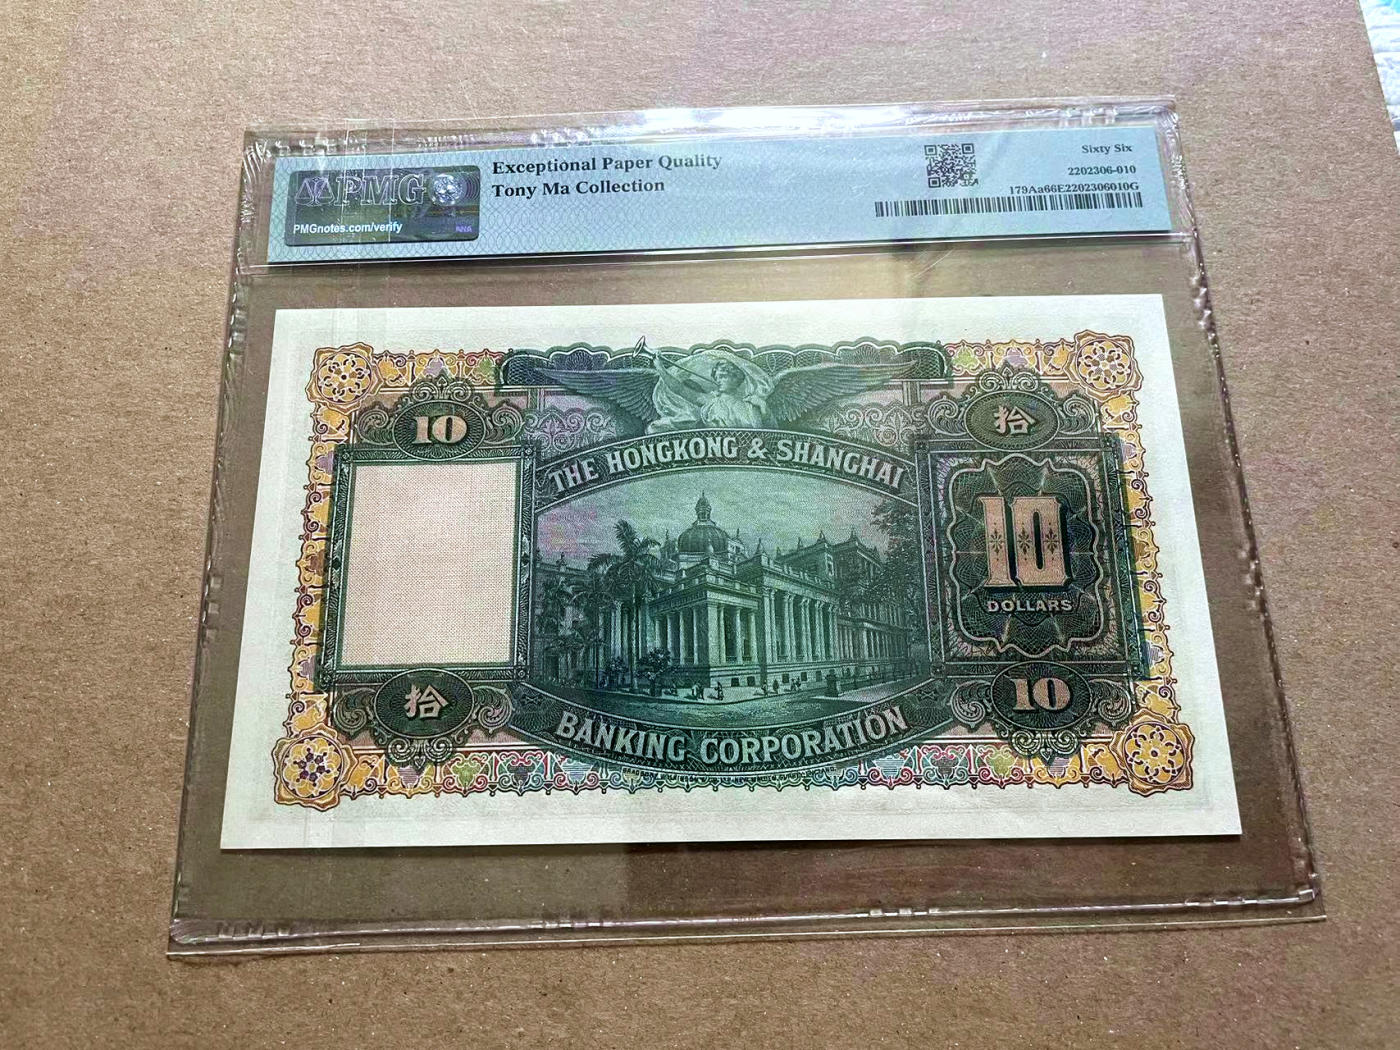 PMG
PMGnotes.com/verify
Exceptional Paper Quality
Tony Ma Collection
Sixty Six
2202306-010
179Aa66E2202306010G
10
拾
THE HONGKONG & SHANGHAI
10
DOLLARS
拾
10
BANKING CORPORATION